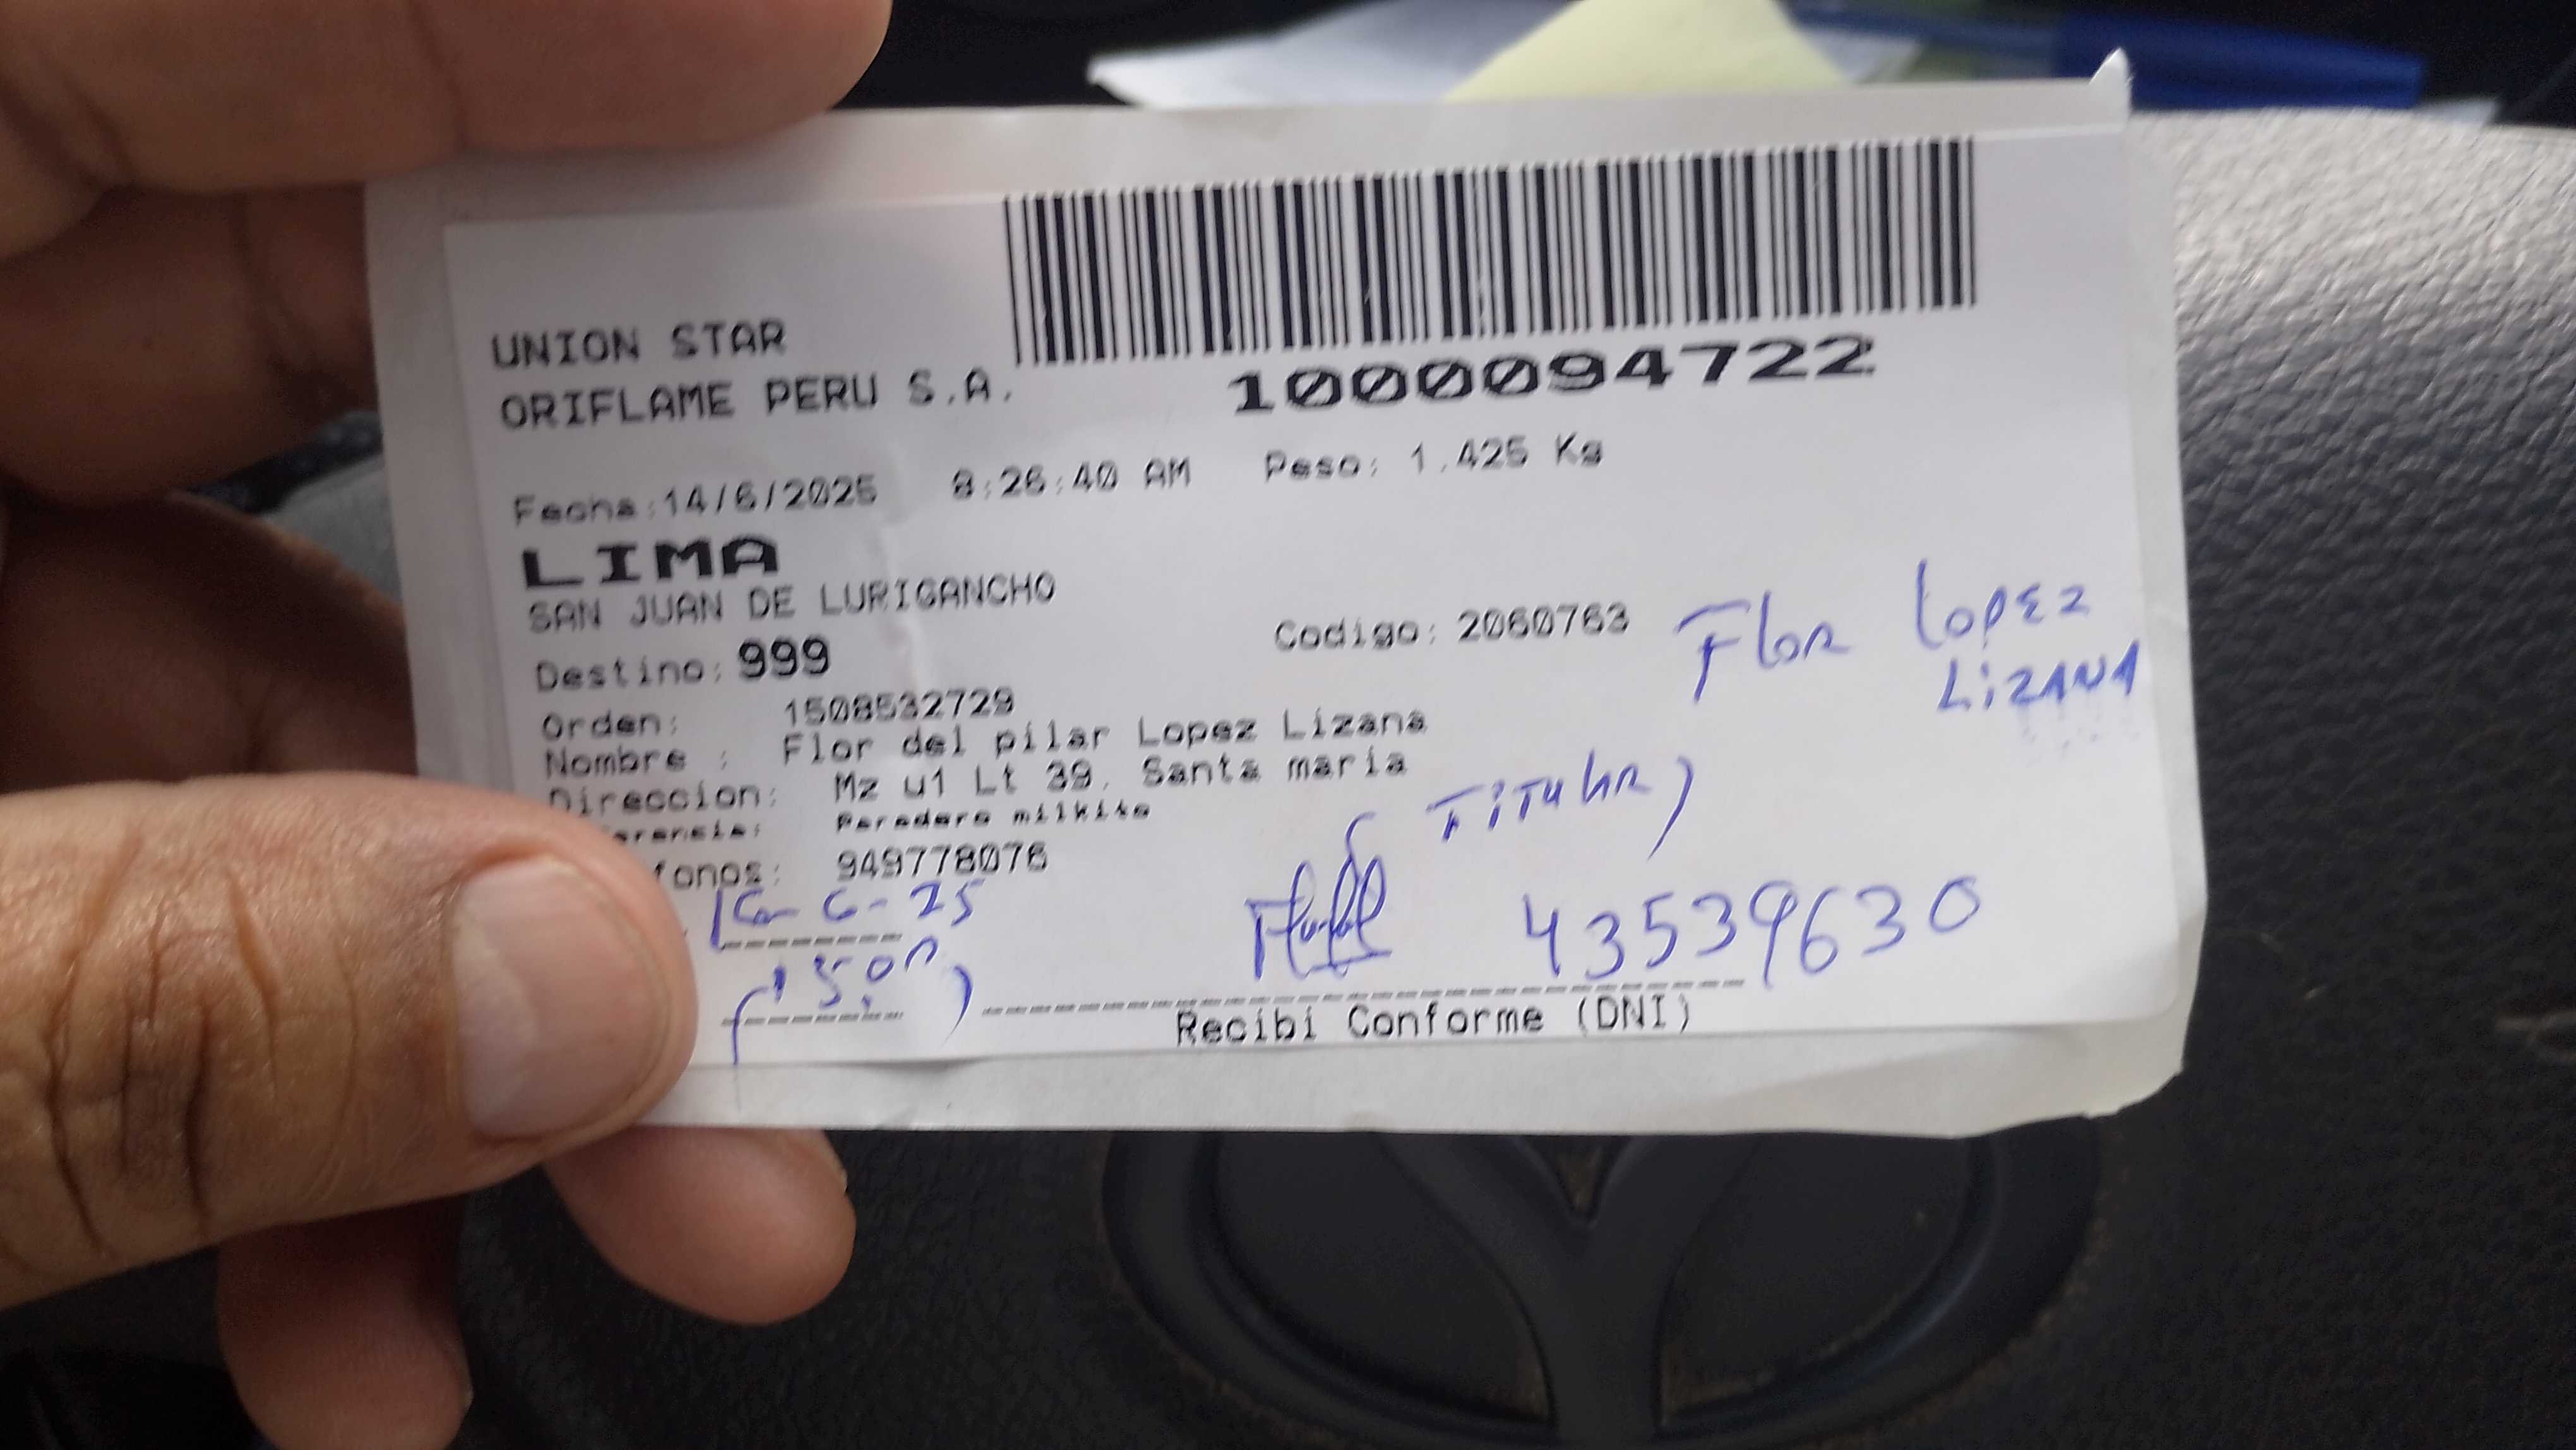 UNION STAR
ORIFLAME PERU S.A.
1000094722
Fecha:14/6/2025 8:26:40 AM Peso: 1.425 Kg
LIMA
SAN JUAN DE LURIGANCHO
Destino: 999
Codigo: 2060763
Flor Lopez
LizANA
Orden: 1508532729
Nombre : Flor del pilar Lopez Lizana
Direccion: Mz u1 Lt 39. Santa maria
erencia: Paradero milkito
fonos: 949778076
(Titular)
16-6-25
43539630
Recibi Conforme (DNI)